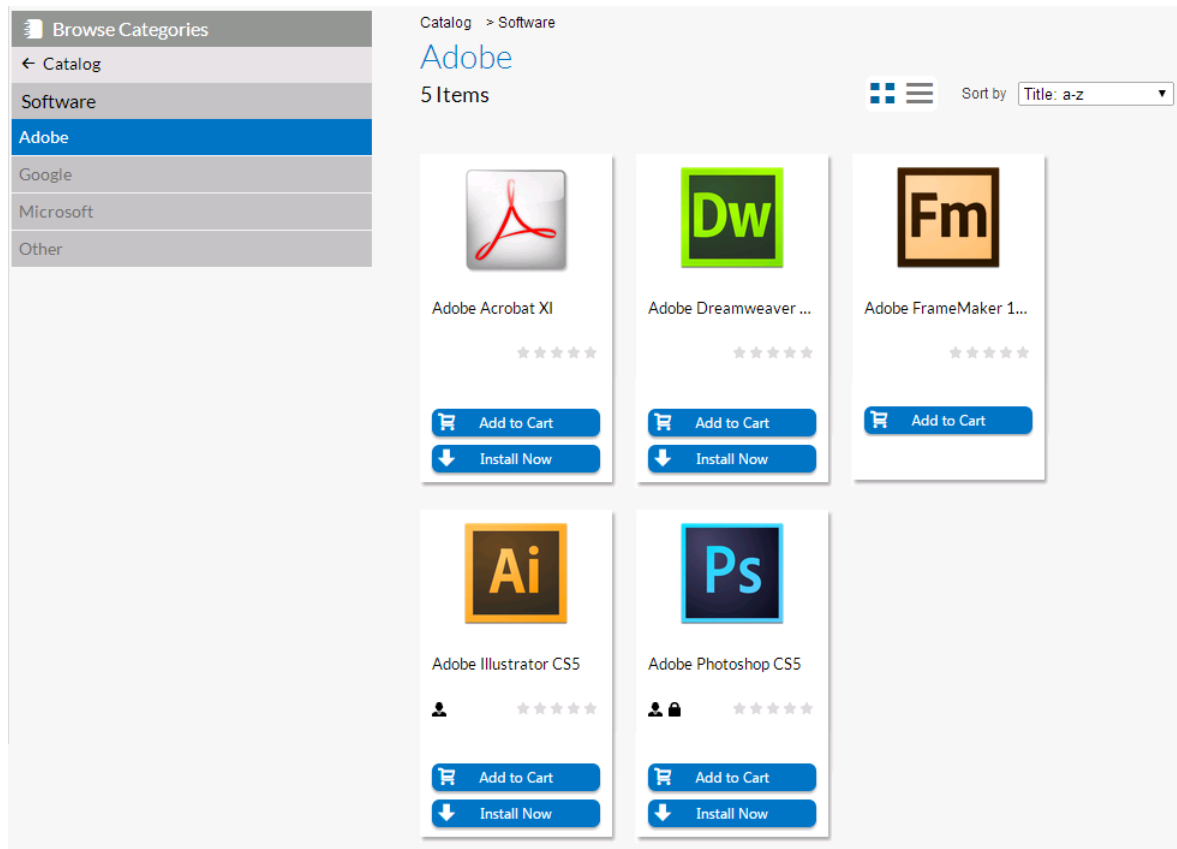 Browse Categories
← Catalog
Software
Adobe
Google
Microsoft
Other
Catalog > Software
Adobe
5 Items
Sort by Title: a-z
Adobe Acrobat XI
Add to Cart
Install Now
Dw
Adobe Dreamweaver ...
Add to Cart
Install Now
Fm
Adobe FrameMaker 1...
Add to Cart
Ai
Adobe Illustrator CS5
Add to Cart
Install Now
Ps
Adobe Photoshop CS5
Add to Cart
Install Now